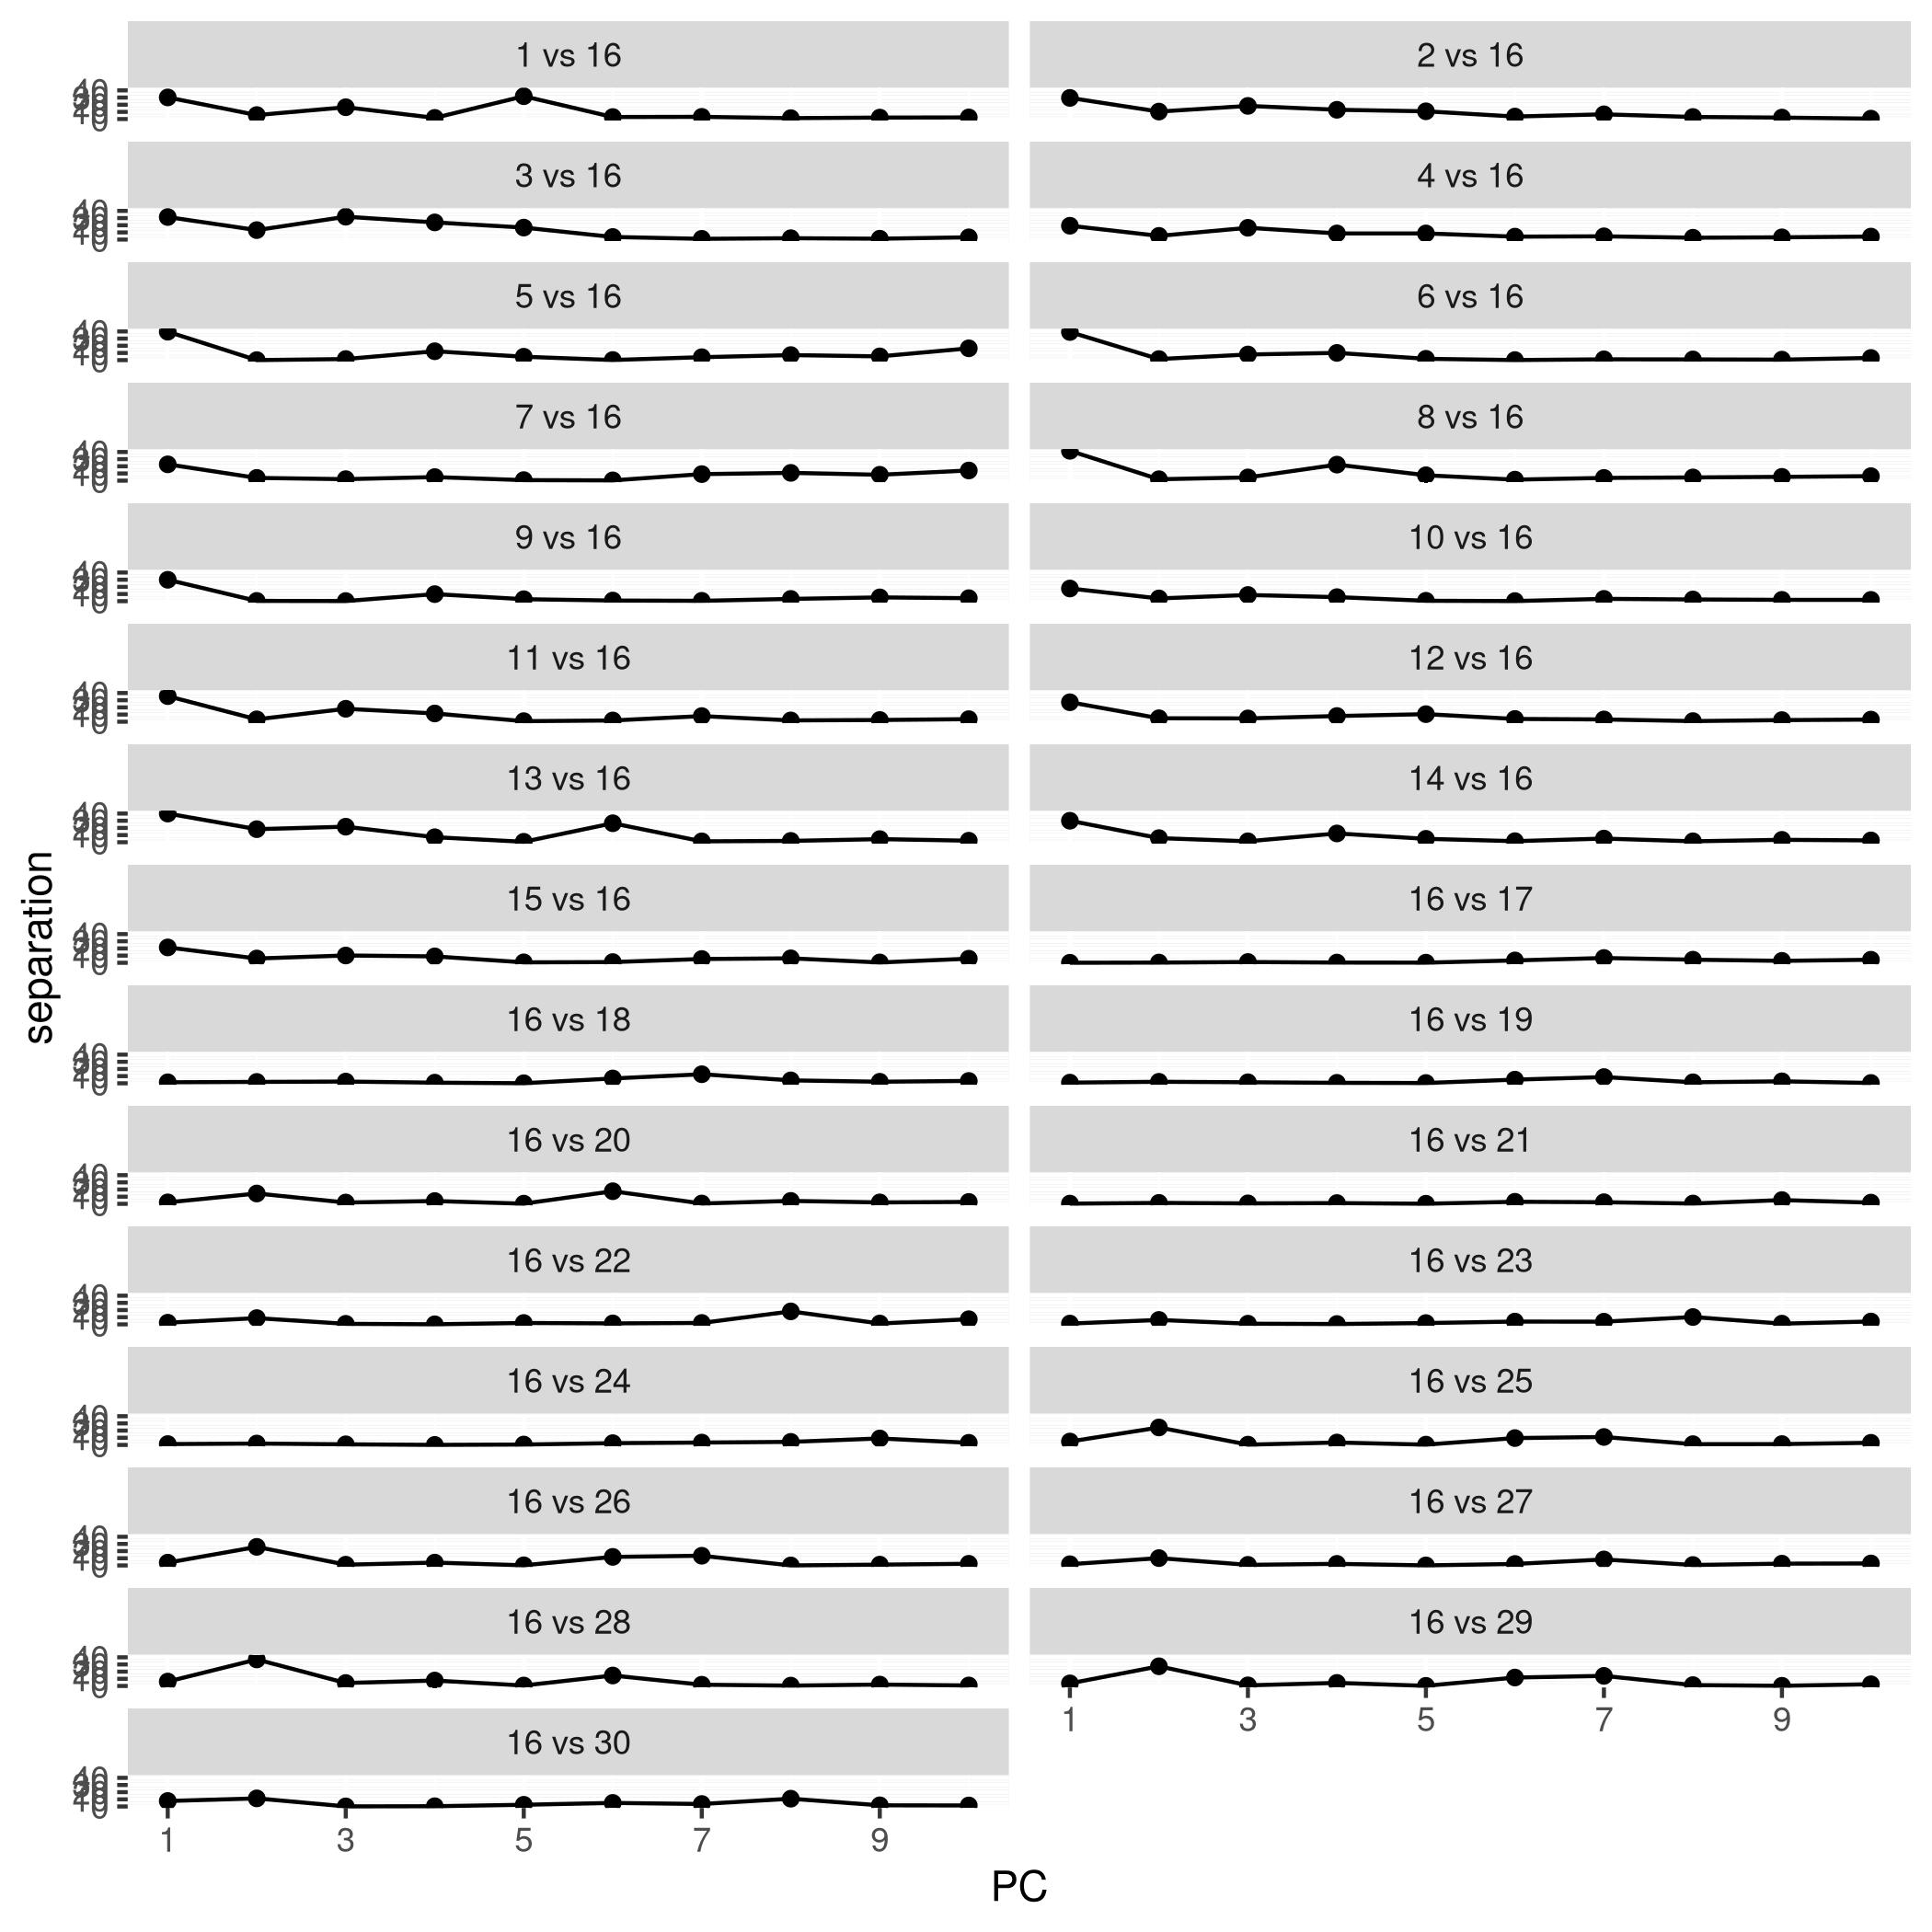 1 vs 16
2 vs 16
3 vs 16
4 vs 16
5 vs 16
6 vs 16
7 vs 16
8 vs 16
9 vs 16
10 vs 16
11 vs 16
12 vs 16
13 vs 16
14 vs 16
15 vs 16
16 vs 17
16 vs 18
16 vs 19
16 vs 20
16 vs 21
16 vs 22
16 vs 23
16 vs 24
16 vs 25
16 vs 26
16 vs 27
16 vs 28
16 vs 29
1 3 5 7 9
16 vs 30
1 3 5 7 9
separation
PC